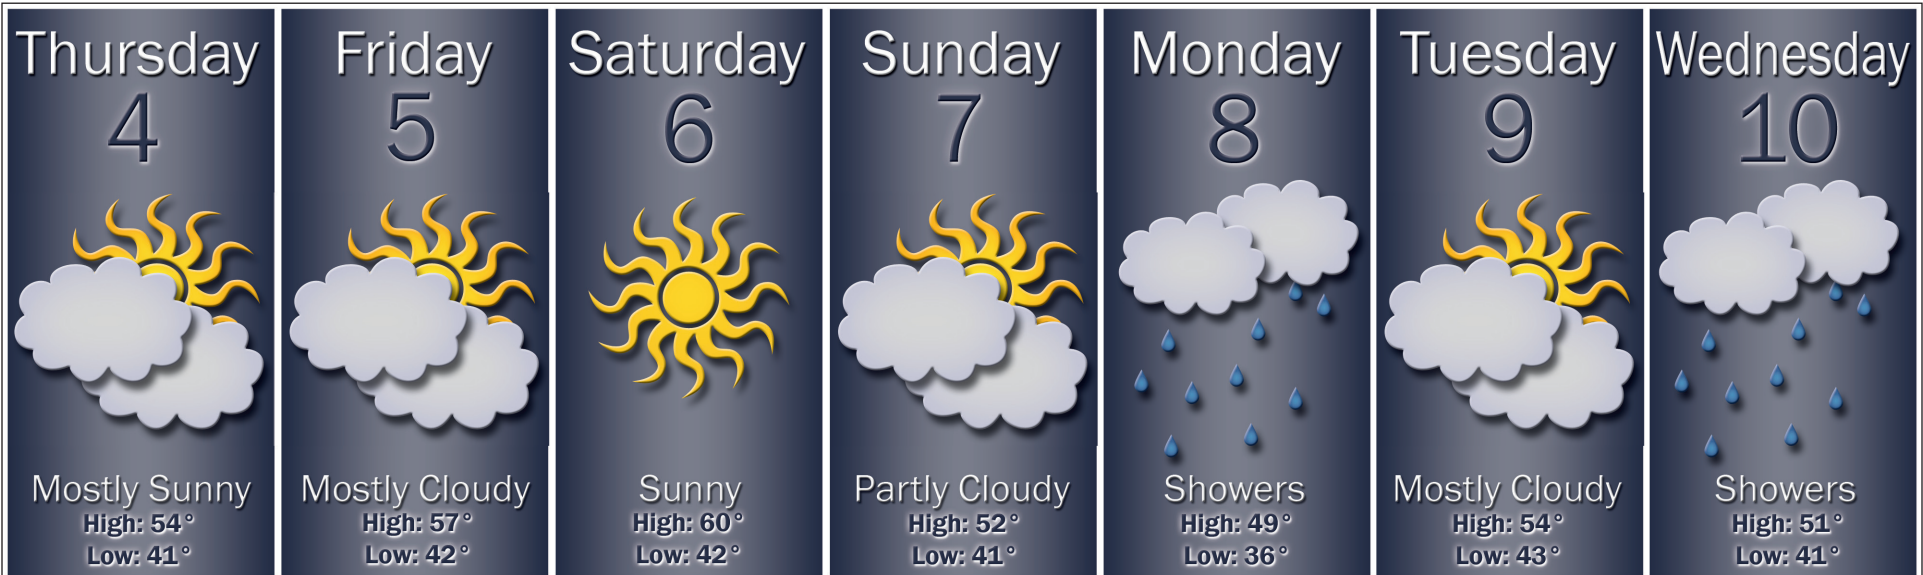 Thursday
4
Mostly Sunny
High: 54°
Low: 41°
Friday
5
Mostly Cloudy
High: 57°
Low: 42°
Saturday
6
Sunny
High: 60°
Low: 42°
Sunday
7
Partly Cloudy
High: 52°
Low: 41°
Monday
8
Showers
High: 49°
Low: 36°
Tuesday
9
Mostly Cloudy
High: 54°
Low: 43°
Wednesday
10
Showers
High: 51°
Low: 41°